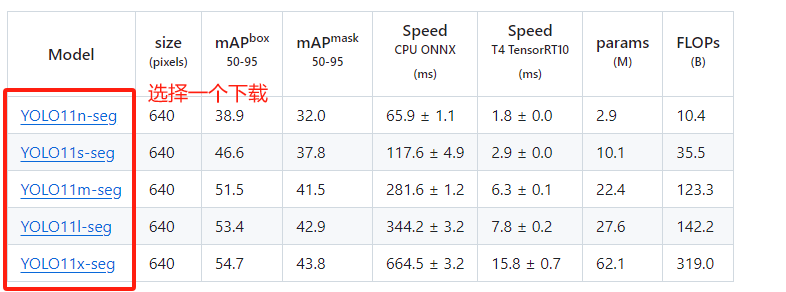 Model size (pixels) mAPbox 50-95 mAPmask 50-95 Speed CPU ONNX (ms) Speed T4 TensorRT10 (ms) params (M) FLOPs (B)
选择一个下载
YOLO11n-seg 640 38.9 32.0 65.9 ± 1.1 1.8 ± 0.0 2.9 10.4
YOLO11s-seg 640 46.6 37.8 117.6 ± 4.9 2.9 ± 0.0 10.1 35.5
YOLO11m-seg 640 51.5 41.5 281.6 ± 1.2 6.3 ± 0.1 22.4 123.3
YOLO11l-seg 640 53.4 42.9 344.2 ± 3.2 7.8 ± 0.2 27.6 142.2
YOLO11x-seg 640 54.7 43.8 664.5 ± 3.2 15.8 ± 0.7 62.1 319.0